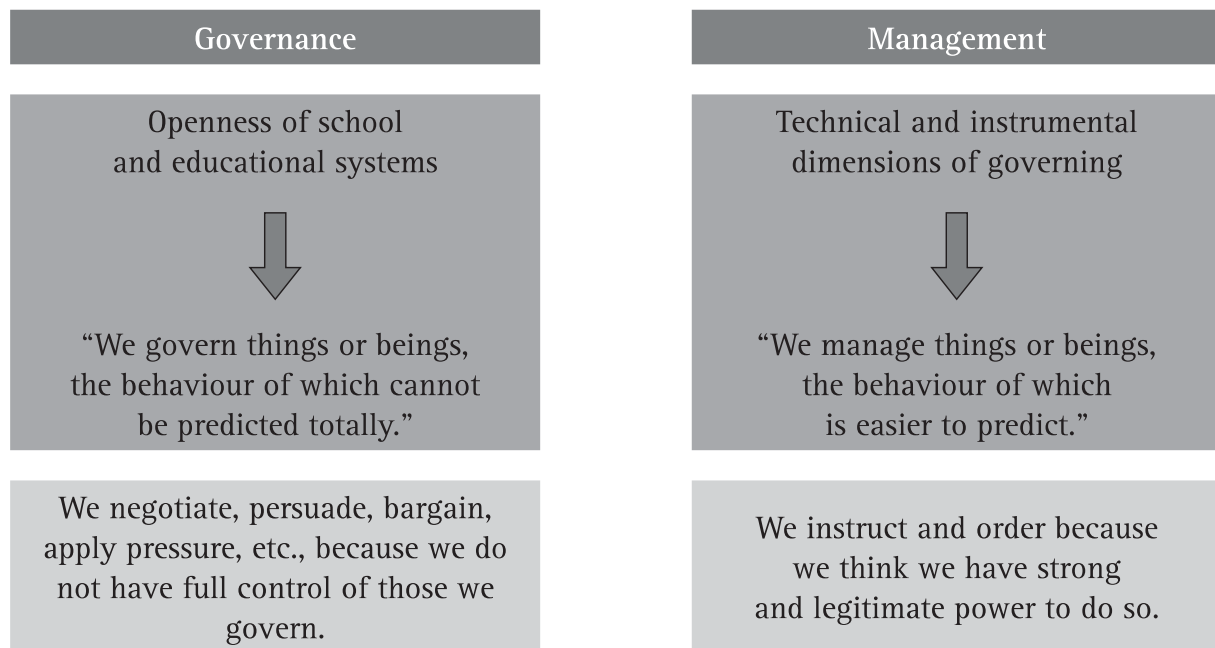 Governance
Openness of school
and educational systems
“We govern things or beings,
the behaviour of which cannot
be predicted totally.”
We negotiate, persuade, bargain,
apply pressure, etc., because we do
not have full control of those we
govern.
Management
Technical and instrumental
dimensions of governing
“We manage things or beings,
the behaviour of which
is easier to predict.”
We instruct and order because
we think we have strong
and legitimate power to do so.